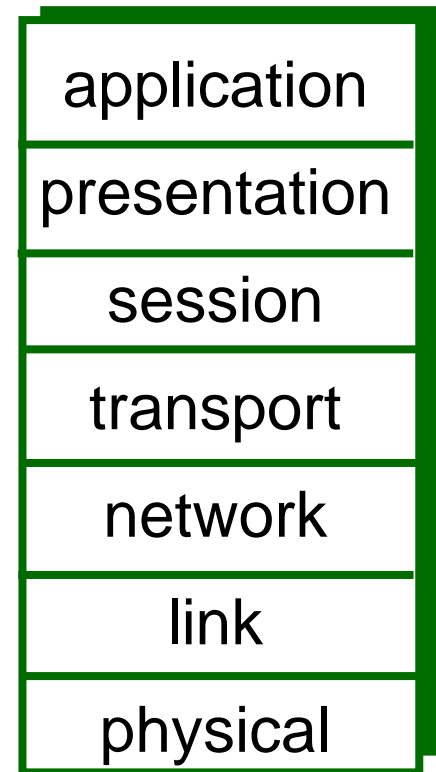 application
presentation
session
transport
network
link
physical